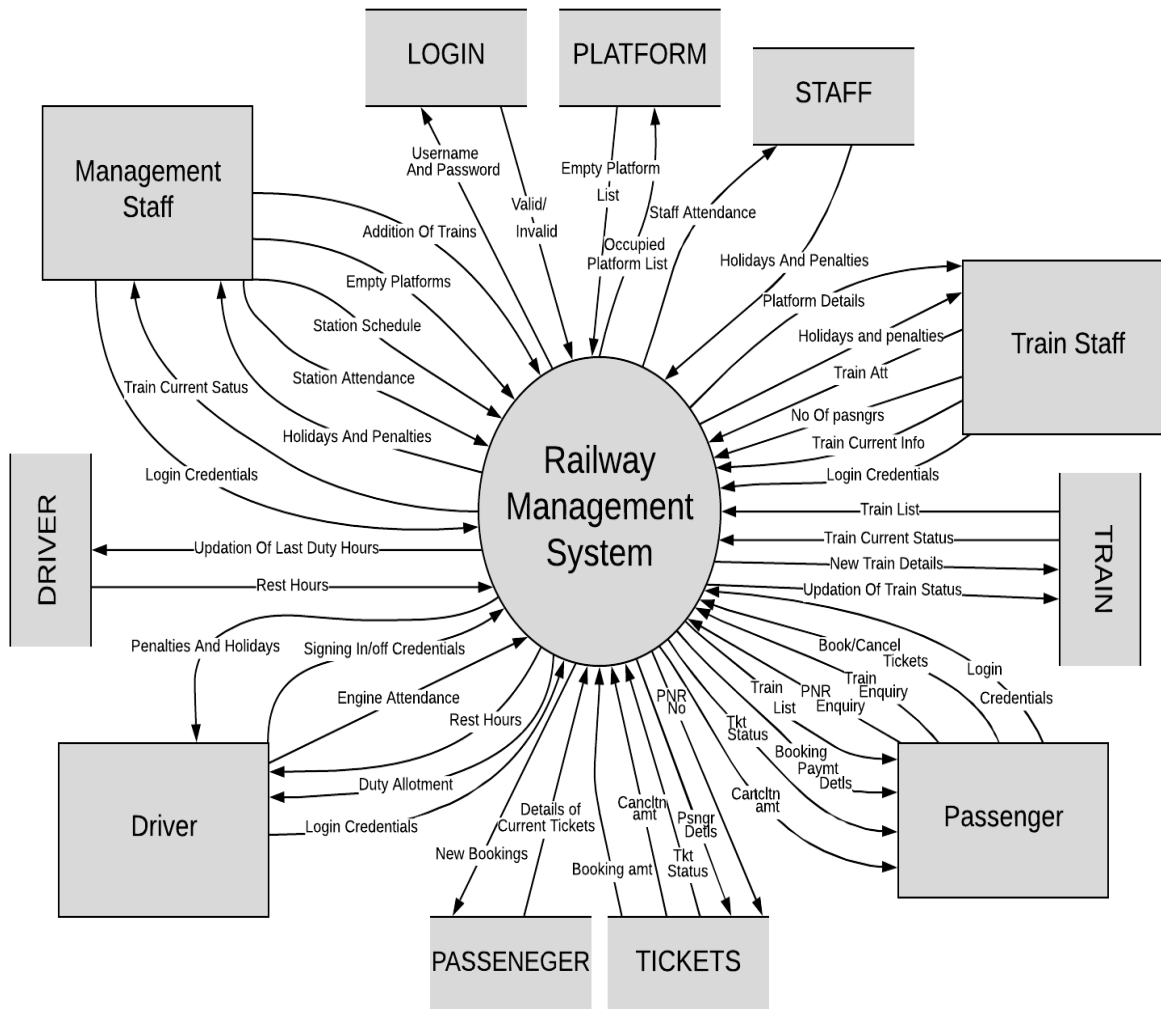 LOGIN
PLATFORM
STAFF
Management
Staff
Username
And Password
Valid/
Invalid
Empty Platform
List
Occupied
Platform List
Staff Attendance
Holidays And Penalties
Addition Of Trains
Empty Platforms
Station Schedule
Station Attendance
Holidays And Penalties
Train Current Satus
Login Credentials
Platform Details
Holidays and penalties
Train Att
No Of pasngrs
Train Current Info
Login Credentials
Train Staff
Railway
Management
System
DRIVER
Updation Of Last Duty Hours
Rest Hours
Train List
Train Current Status
New Train Details
Updation Of Train Status
TRAIN
Penalties And Holidays
Signing In/off Credentials
Engine Attendance
Rest Hours
Duty Allotment
Login Credentials
Driver
New Bookings
Details of
Current Tickets
Booking amt
Cancltn
amt
Tkt
Status
Psngr
Detls
PNR
No
Tkt
Status
Cancltn
amt
Booking
Paymt
Detls
Train
List
PNR
Enquiry
Train
Enquiry
Book/Cancel
Tickets
Login
Credentials
Passenger
PASSENEGER
TICKETS